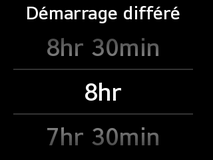 Démarrage différé
8hr 30min
8hr
7hr 30min